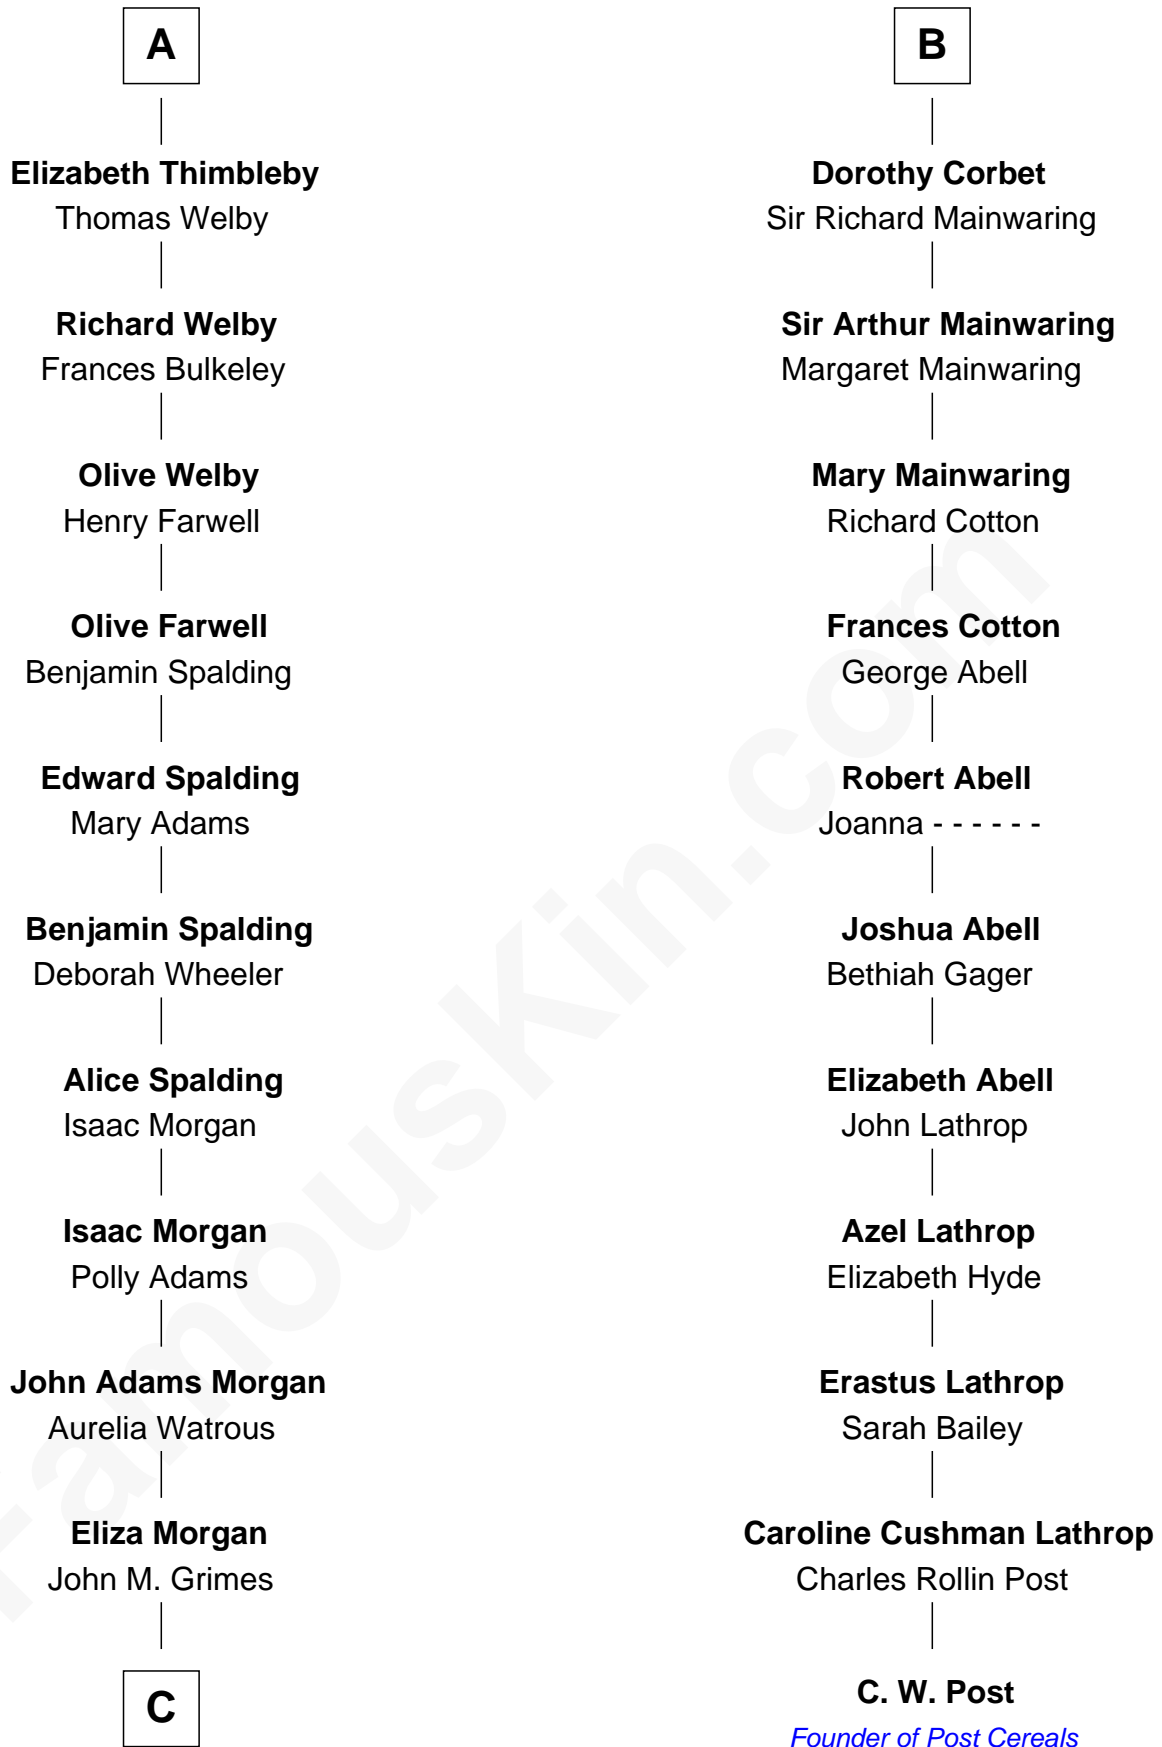 A
Elizabeth Thimbleby
Thomas Welby
Richard Welby
Frances Bulkeley
Olive Welby
Henry Farwell
Olive Farwell
Benjamin Spalding
Edward Spalding
Mary Adams
Benjamin Spalding
Deborah Wheeler
Alice Spalding
Isaac Morgan
Isaac Morgan
Polly Adams
John Adams Morgan
Aurelia Watrous
Eliza Morgan
John M. Grimes
C
B
Dorothy Corbet
Sir Richard Mainwaring
Sir Arthur Mainwaring
Margaret Mainwaring
Mary Mainwaring
Richard Cotton
Frances Cotton
George Abell
Robert Abell
Joanna - - - - - -
Joshua Abell
Bethiah Gager
Elizabeth Abell
John Lathrop
Azel Lathrop
Elizabeth Hyde
Erastus Lathrop
Sarah Bailey
Caroline Cushman Lathrop
Charles Rollin Post
C. W. Post
Founder of Post Cereals
FamousKin.com